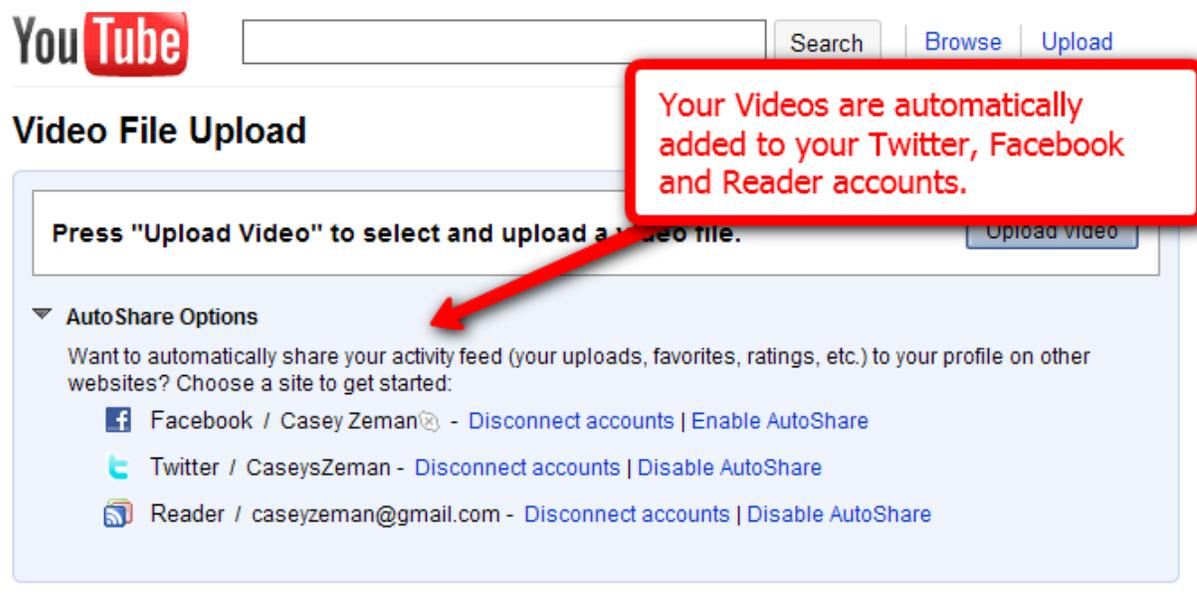 YouTube
Search
Browse
Upload
Your Videos are automatically
added to your Twitter, Facebook
and Reader accounts.
Video File Upload
Press "Upload Video" to select and upload a video file.
Upload Video
AutoShare Options
Want to automatically share your activity feed (your uploads, favorites, ratings, etc.) to your profile on other
websites? Choose a site to get started:
Facebook / Casey Zeman - Disconnect accounts | Enable AutoShare
Twitter / CaseysZeman - Disconnect accounts | Disable AutoShare
Reader / caseyzeman@gmail.com - Disconnect accounts | Disable AutoShare